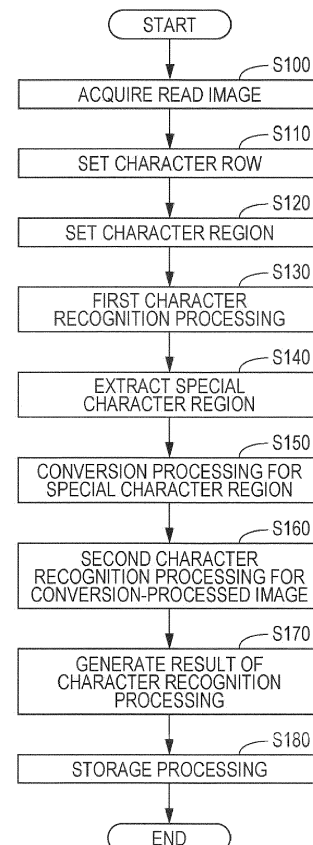 START
S100
ACQUIRE READ IMAGE
S110
SET CHARACTER ROW
S120
SET CHARACTER REGION
S130
FIRST CHARACTER
RECOGNITION PROCESSING
S140
EXTRACT SPECIAL
CHARACTER REGION
S150
CONVERSION PROCESSING FOR
SPECIAL CHARACTER REGION
S160
SECOND CHARACTER
RECOGNITION PROCESSING FOR
CONVERSION-PROCESSED IMAGE
S170
GENERATE RESULT OF
CHARACTER RECOGNITION
PROCESSING
S180
STORAGE PROCESSING
END